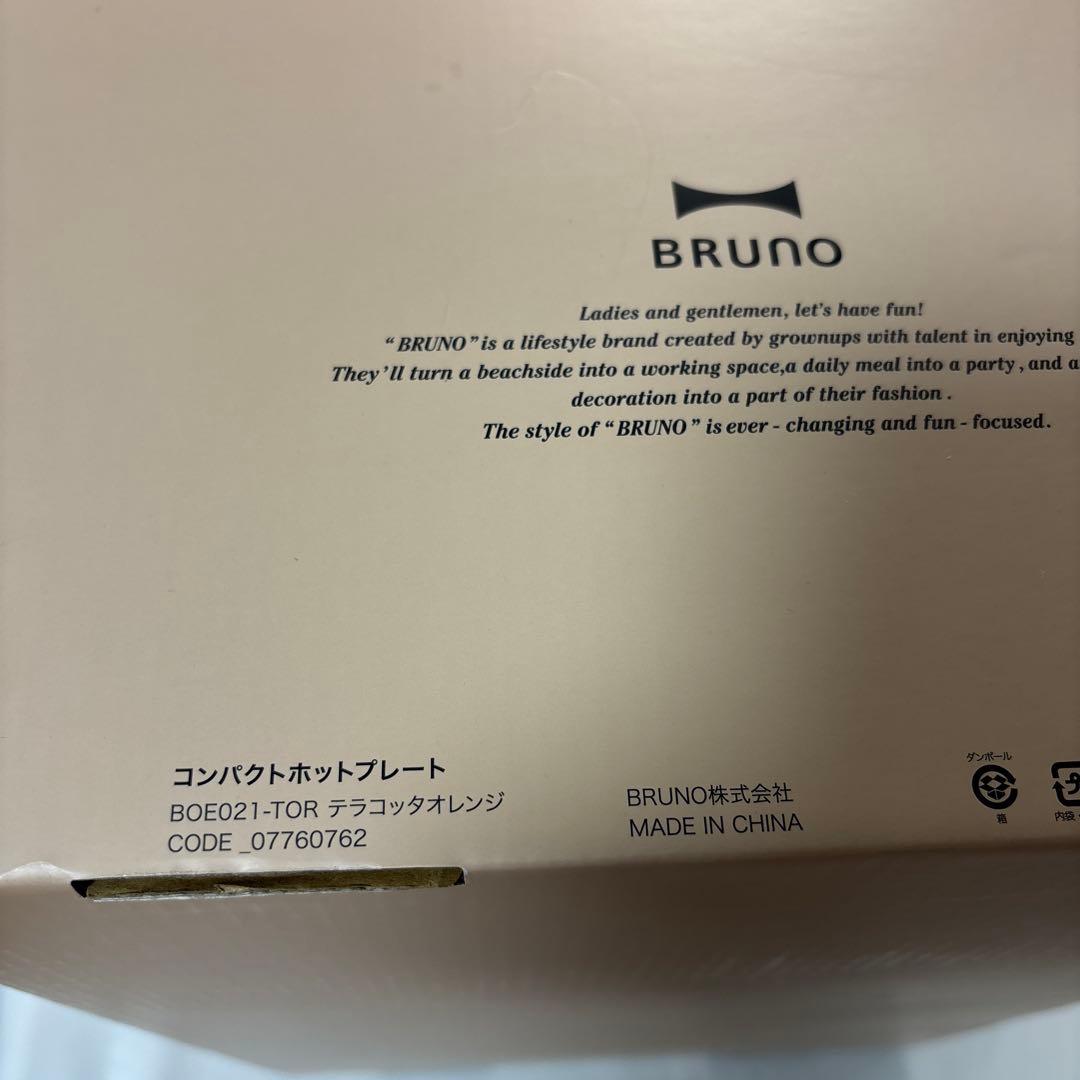 BRUNO
Ladies and gentlemen, let's have fun!
“BRUNO” is a lifestyle brand created by grownups with talent in enjoying
They'll turn a beachside into a working space,a daily meal into a party, and a
decoration into a part of their fashion.
The style of “BRUNO” is ever-changing and fun-focused.
コンパクトホットプレート
BOE021-TOR テラコッタオレンジ
CODE _07760762
BRUNO株式会社
MADE IN CHINA
ダンボール
箱
内袋